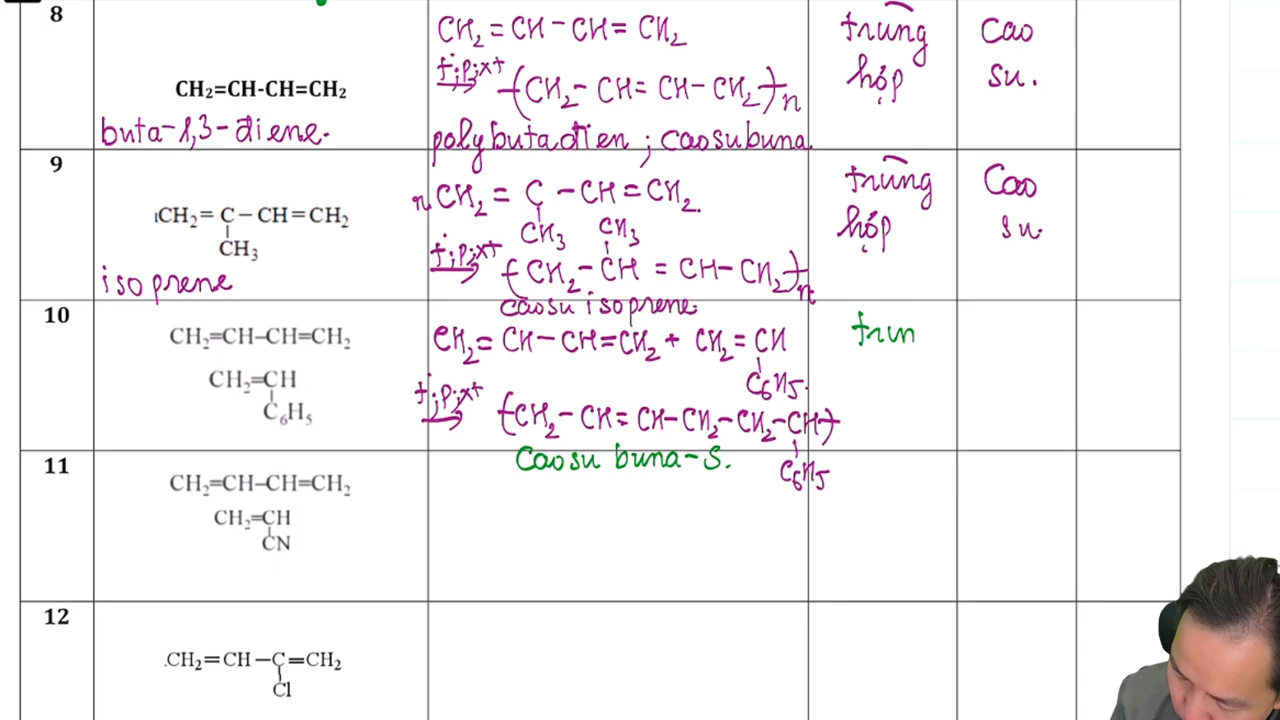 8
CH₂=CH-CH=CH₂
buta-1,3-diene.
CH₂=CH-CH=CH₂
t;p;xt
(CH₂-CH=CH-CH₂)n
polybutadien; caosubuna.
trùng
hợp
Cao
su.
9
CH₂=C-CH=CH₂
CH₃
isoprene
nCH₂=C-CH=CH₂.
CH₃
CH₃
t;p;xt
(CH₂-CH=CH-CH₂)n
caosu isoprene.
trùng
hợp
Cao
su.
10
CH₂=CH-CH=CH₂
CH₂=CH
C₆H₅
CH₂=CH-CH=CH₂+CH₂=CH
C₆H₅.
t;p;xt
(CH₂-CH=CH-CH₂-CH₂-CH)
C₆H₅
Caosu buna-S.
trun
11
CH₂=CH-CH=CH₂
CH₂=CH
CN
12
.CH₂=CH-C=CH₂
Cl